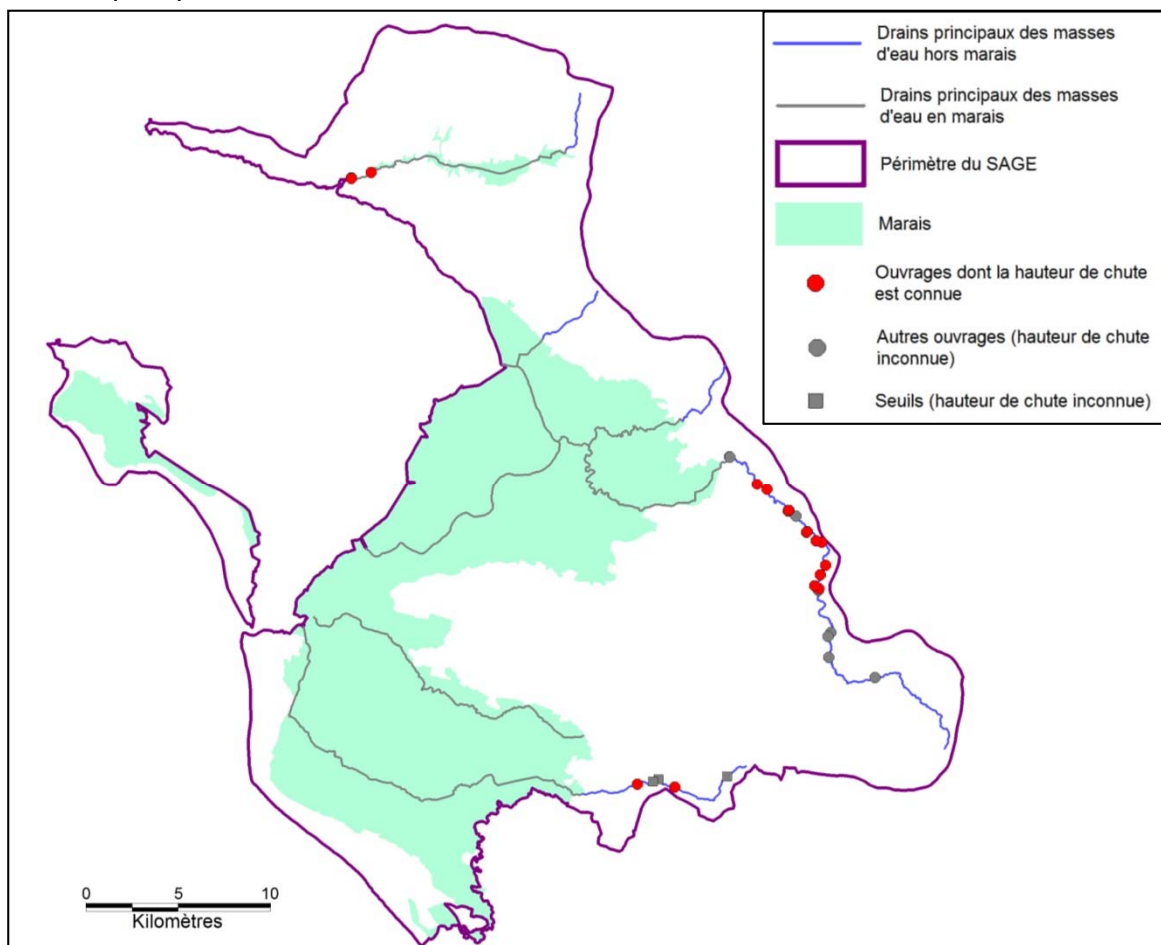 Drains principaux des masses
d'eau hors marais
Drains principaux des masses
d'eau en marais
Périmètre du SAGE
Marais
Ouvrages dont la hauteur de chute
est connue
Autres ouvrages (hauteur de chute
inconnue)
Seuils (hauteur de chute inconnue)
0 5 10
Kilomètres